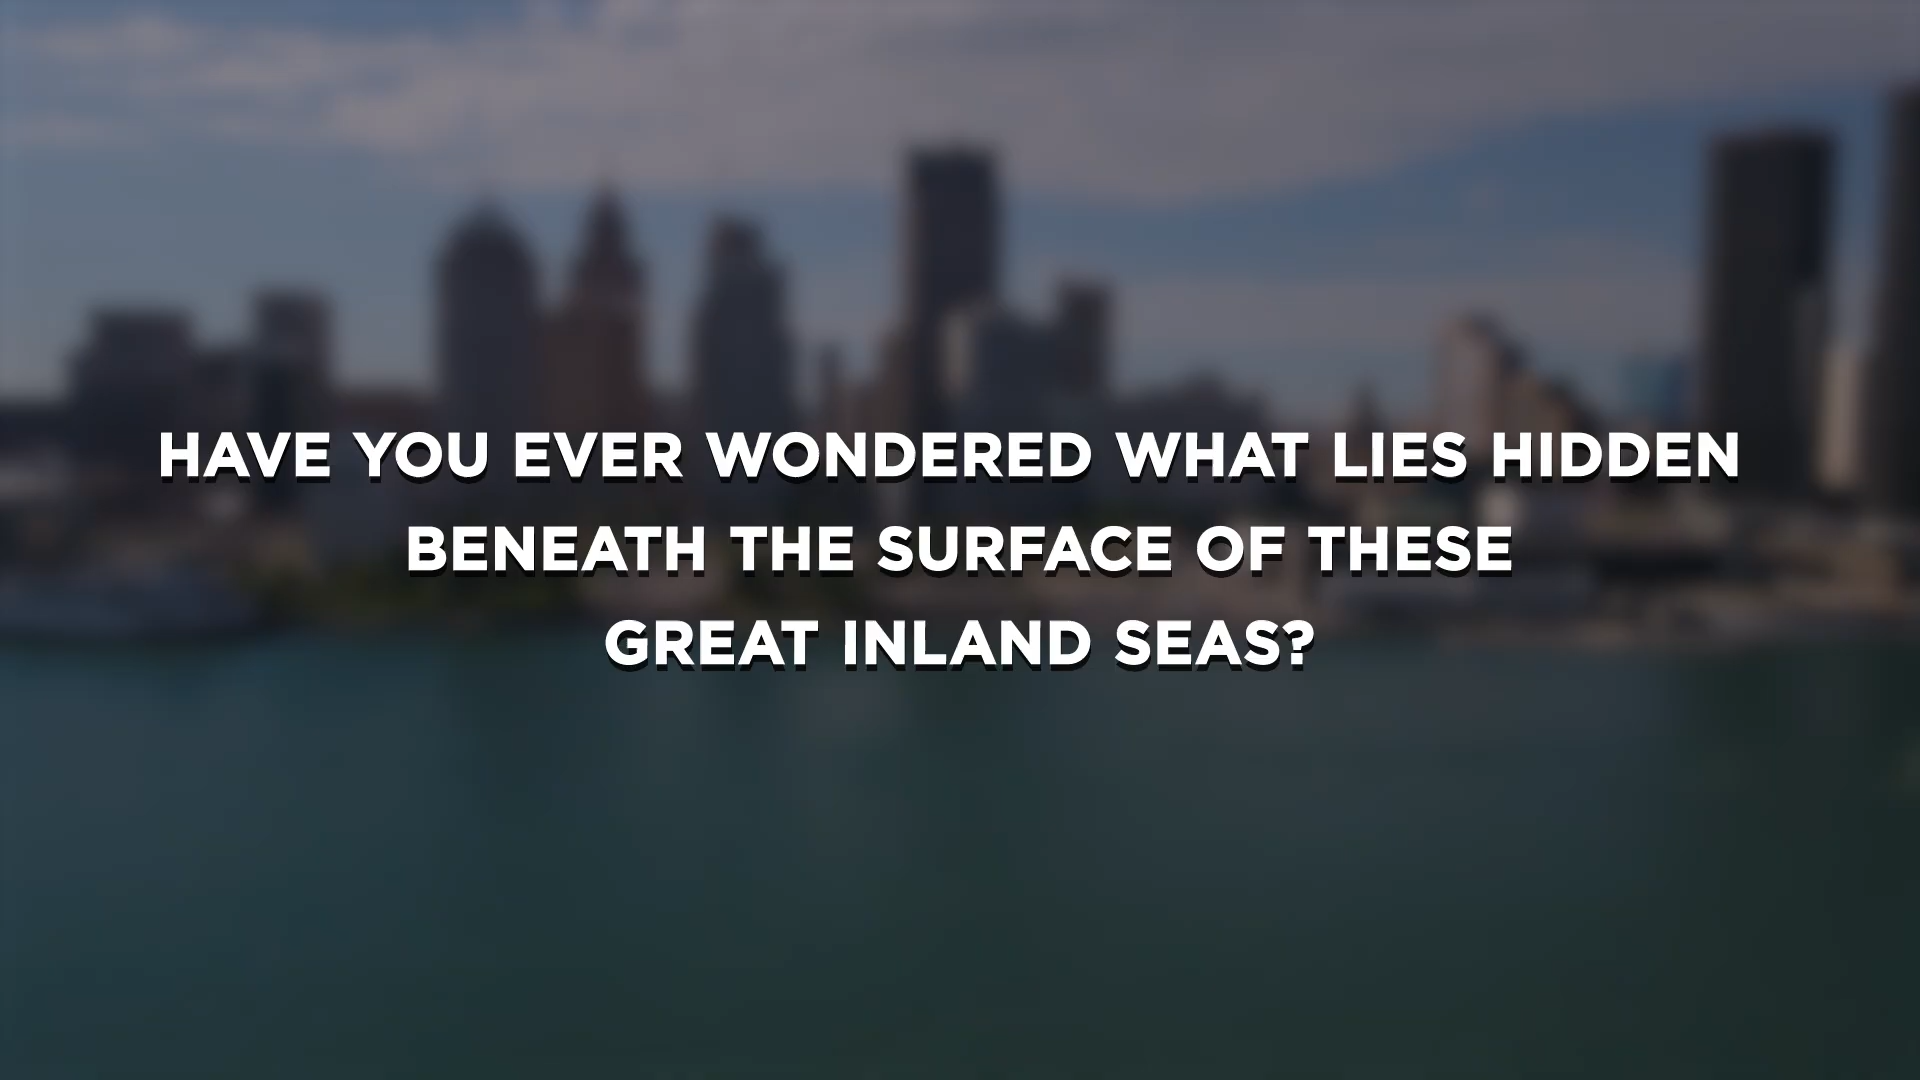 HAVE YOU EVER WONDERED WHAT LIES HIDDEN
BENEATH THE SURFACE OF THESE
GREAT INLAND SEAS?